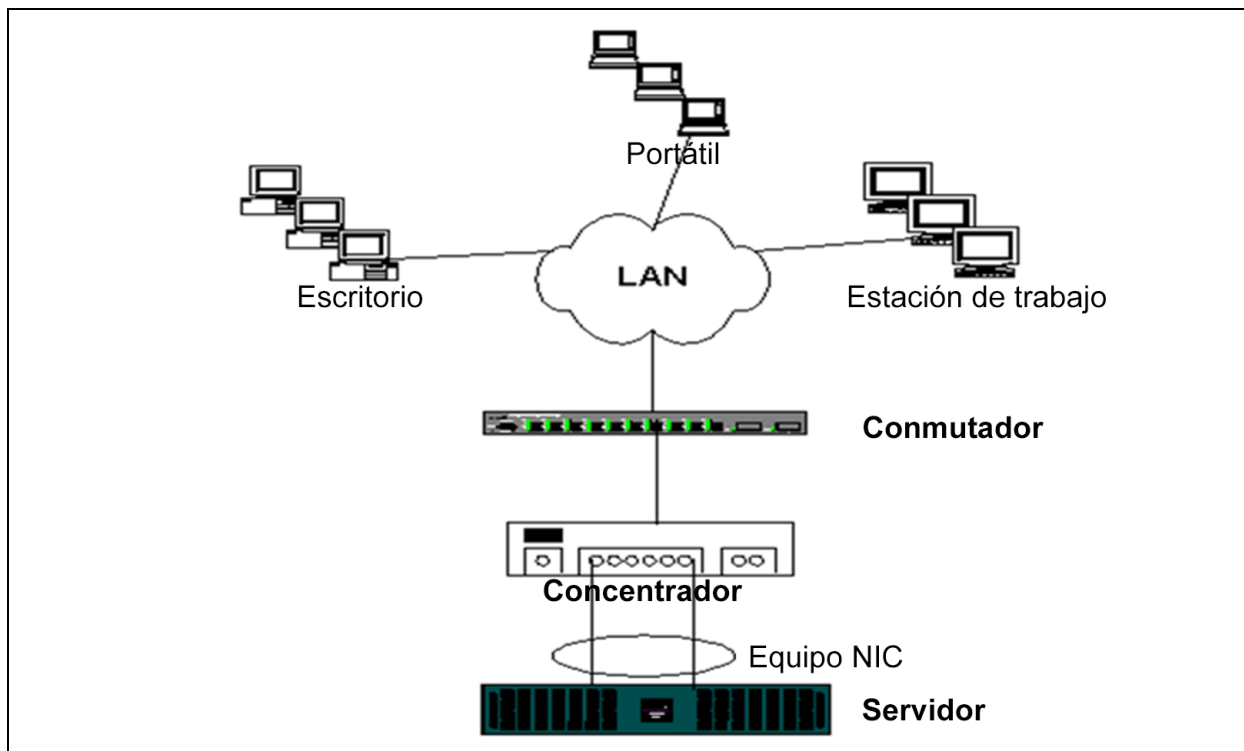 Portátil
Escritorio
LAN
Estación de trabajo
Conmutador
Concentrador
Equipo NIC
Servidor